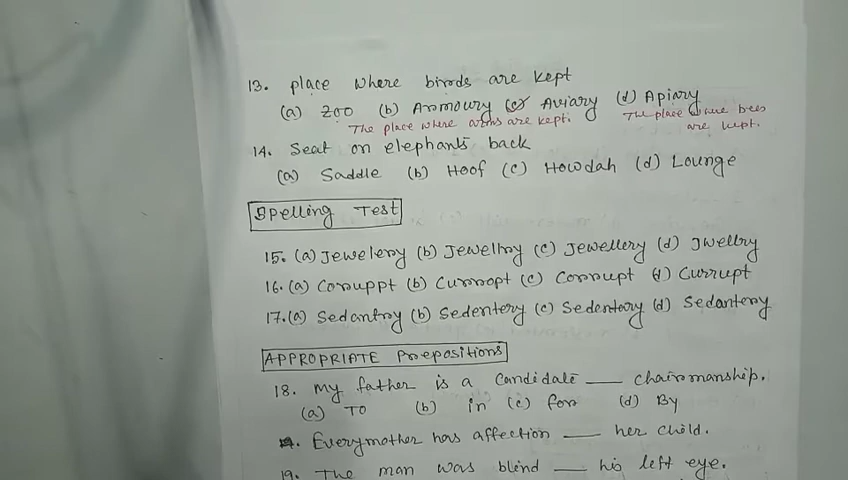 13. place where birds are kept
(a) Zoo (b) Armoury (c) Aviary (d) Apiary
The place where arms are kept. The place where bees are kept.
14. Seat on elephant's back
(a) Saddle (b) Hoof (c) Howdah (d) Lounge
Spelling Test
15. (a) Jewelery (b) Jewellry (c) Jewellery (d) Jwellry
16. (a) Coruppt (b) Curropt (c) Corrupt (d) Currupt
17. (a) Sedantry (b) Sedentery (c) Sedentary (d) Sedantery
APPROPRIATE Prepositions
18. My father is a candidate ___ chairmanship.
(a) To (b) in (c) for (d) By
Every mother has affection ___ her child.
19. The man was blind ___ his left eye.